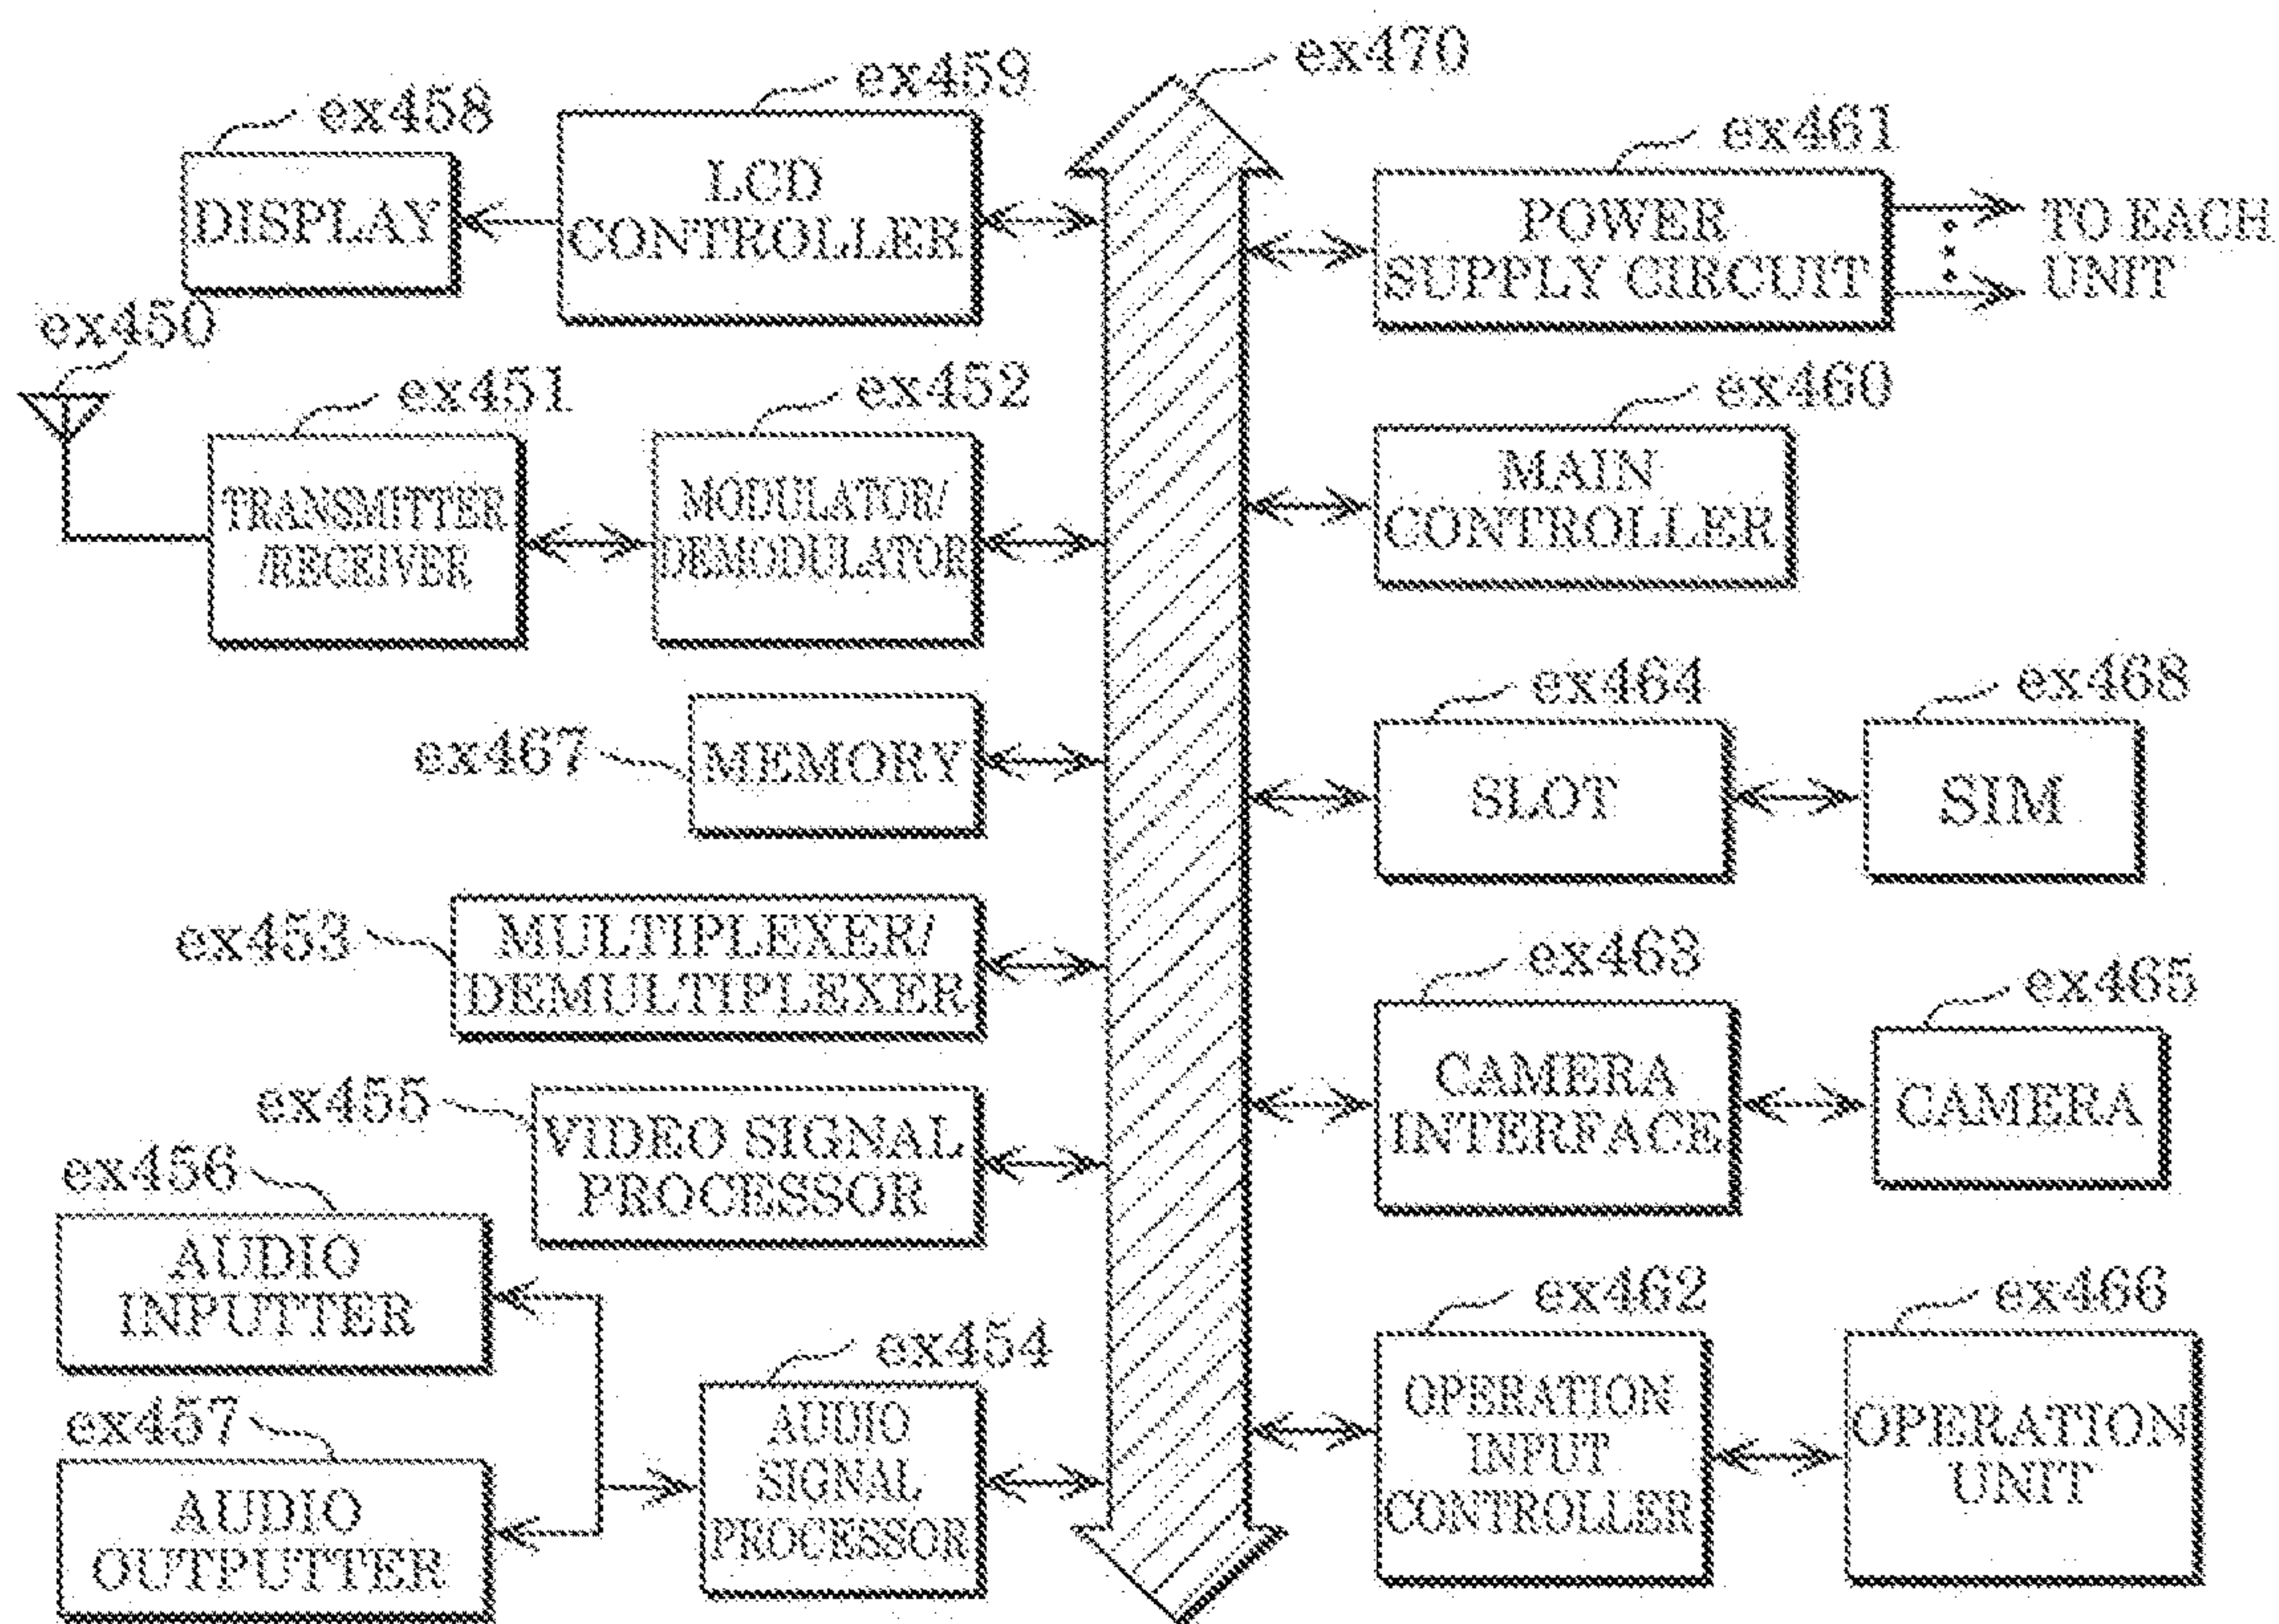 ex470
ex459
ex458
ex461
LCD
CONTROLLER
DISPLAY
POWER
SUPPLY CIRCUIT
TO EACH
UNIT
ex450
ex451
ex452
ex460
TRANSMITTER
/RECEIVER
MODULATOR/
DEMODULATOR
MAIN
CONTROLLER
ex467
MEMORY
ex464
ex468
SLOT
SIM
ex453
MULTIPLEXER/
DEMULTIPLEXER
ex463
ex465
CAMERA
INTERFACE
CAMERA
ex455
VIDEO SIGNAL
PROCESSOR
ex456
AUDIO
INPUTTER
ex454
ex462
ex466
AUDIO
SIGNAL
PROCESSOR
OPERATION
INPUT
CONTROLLER
OPERATION
UNIT
ex457
AUDIO
OUTPUTTER